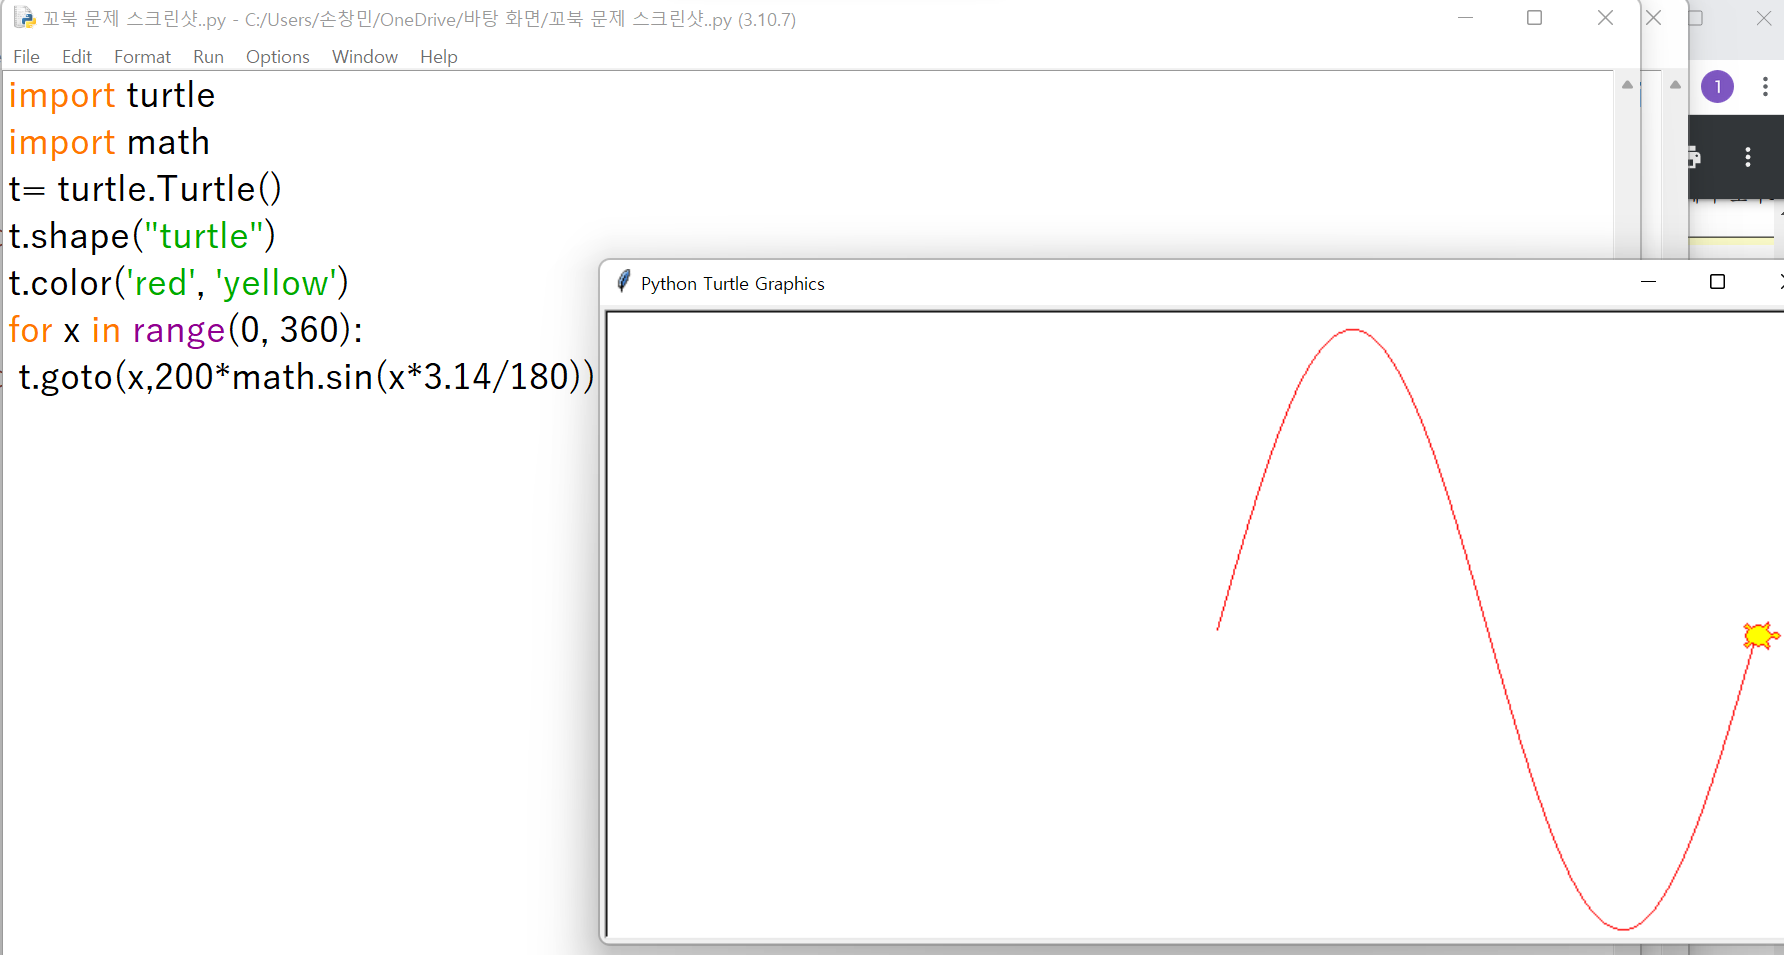 꼬북 문제 스크린샷..py - C:/Users/손창민/OneDrive/바탕 화면/꼬북 문제 스크린샷..py (3.10.7)
File Edit Format Run Options Window Help
import turtle
import math
t= turtle.Turtle()
t.shape("turtle")
t.color('red', 'yellow')
for x in range(0, 360):
 t.goto(x,200*math.sin(x*3.14/180))
Python Turtle Graphics
1